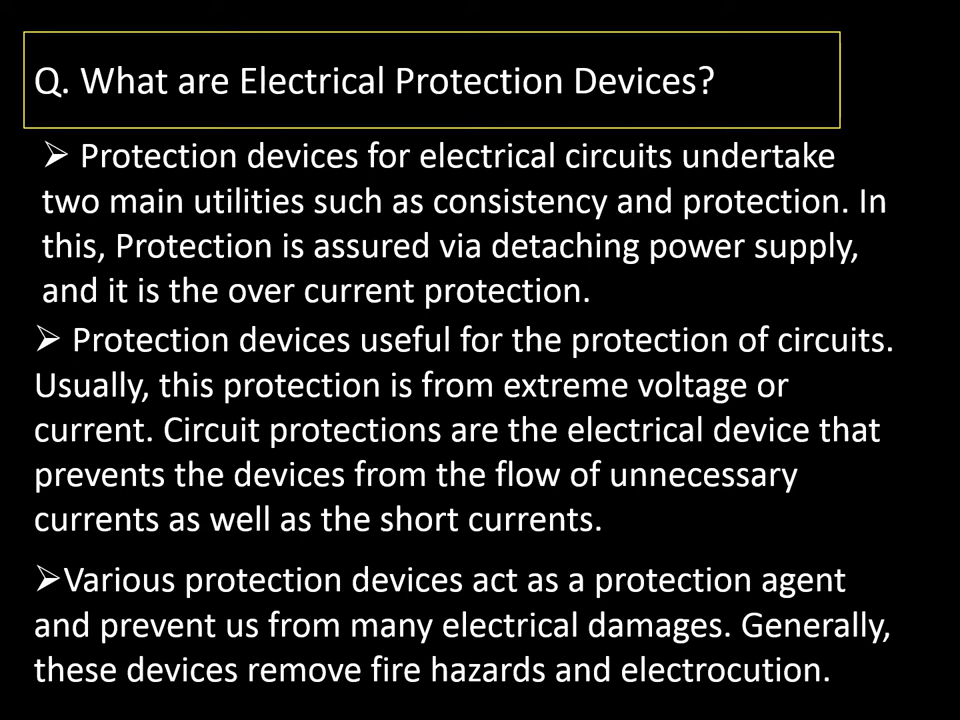 Q. What are Electrical Protection Devices?
➢ Protection devices for electrical circuits undertake
two main utilities such as consistency and protection. In
this, Protection is assured via detaching power supply,
and it is the over current protection.
➢ Protection devices useful for the protection of circuits.
Usually, this protection is from extreme voltage or
current. Circuit protections are the electrical device that
prevents the devices from the flow of unnecessary
currents as well as the short currents.
➢Various protection devices act as a protection agent
and prevent us from many electrical damages. Generally,
these devices remove fire hazards and electrocution.